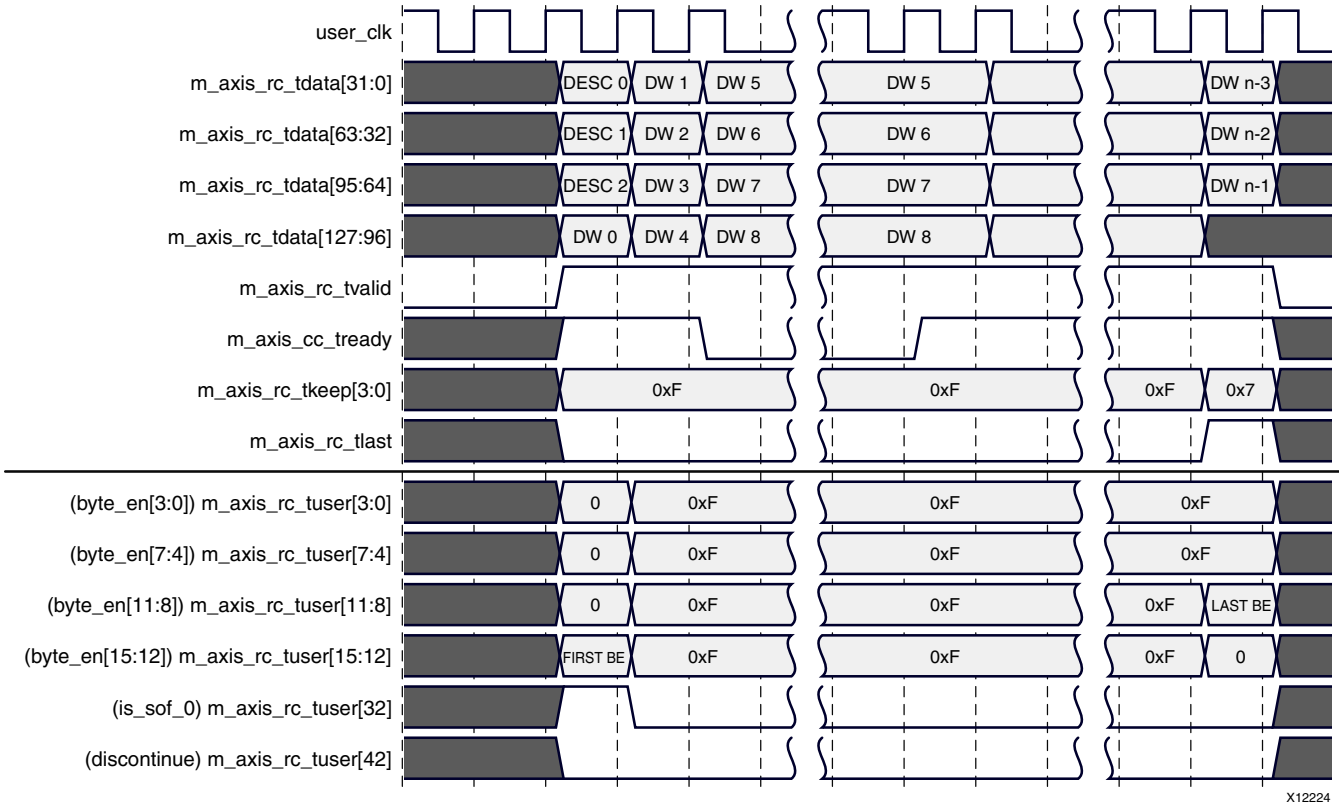 user_clk
m_axis_rc_tdata[31:0] DESC 0 DW 1 DW 5 DW 5 DW n-3
m_axis_rc_tdata[63:32] DESC 1 DW 2 DW 6 DW 6 DW n-2
m_axis_rc_tdata[95:64] DESC 2 DW 3 DW 7 DW 7 DW n-1
m_axis_rc_tdata[127:96] DW 0 DW 4 DW 8 DW 8
m_axis_rc_tvalid
m_axis_cc_tready
m_axis_rc_tkeep[3:0] 0xF 0xF 0xF 0x7
m_axis_rc_tlast
(byte_en[3:0]) m_axis_rc_tuser[3:0] 0 0xF 0xF 0xF
(byte_en[7:4]) m_axis_rc_tuser[7:4] 0 0xF 0xF 0xF
(byte_en[11:8]) m_axis_rc_tuser[11:8] 0 0xF 0xF 0xF LAST BE
(byte_en[15:12]) m_axis_rc_tuser[15:12] FIRST BE 0xF 0xF 0xF 0
(is_sof_0) m_axis_rc_tuser[32]
(discontinue) m_axis_rc_tuser[42]
X12224